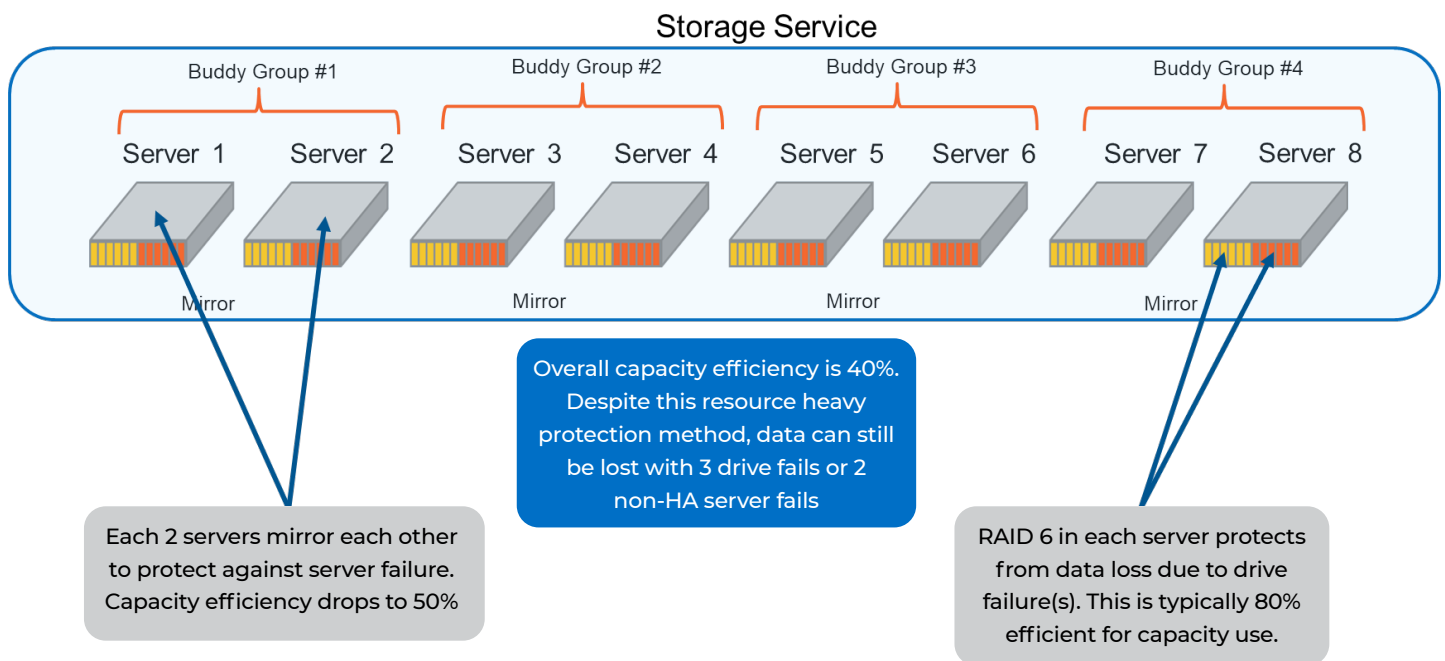 Storage Service
Buddy Group #1
Buddy Group #2
Buddy Group #3
Buddy Group #4
Server 1
Server 2
Server 3
Server 4
Server 5
Server 6
Server 7
Server 8
Mirror
Mirror
Mirror
Mirror
Overall capacity efficiency is 40%.
Despite this resource heavy
protection method, data can still
be lost with 3 drive fails or 2
non-HA server fails
Each 2 servers mirror each other
to protect against server failure.
Capacity efficiency drops to 50%
RAID 6 in each server protects
from data loss due to drive
failure(s). This is typically 80%
efficient for capacity use.